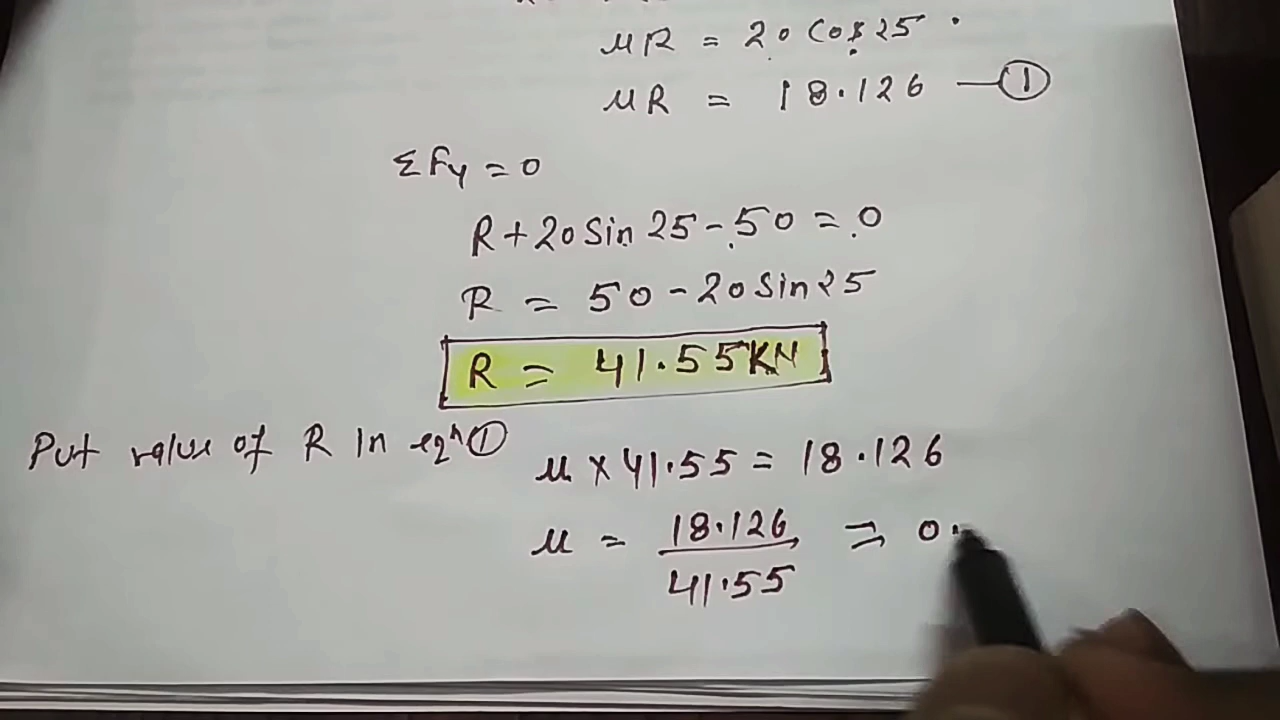 μR = 20 Cos 25
μR = 18.126 —①
ΣFy = 0
R + 20 Sin 25 - 50 = 0
R = 50 - 20 Sin 25
R = 41.55 KN
Put value of R In eqⁿ ①
μ × 41.55 = 18.126
μ = 18.126 / 41.55 = 0.